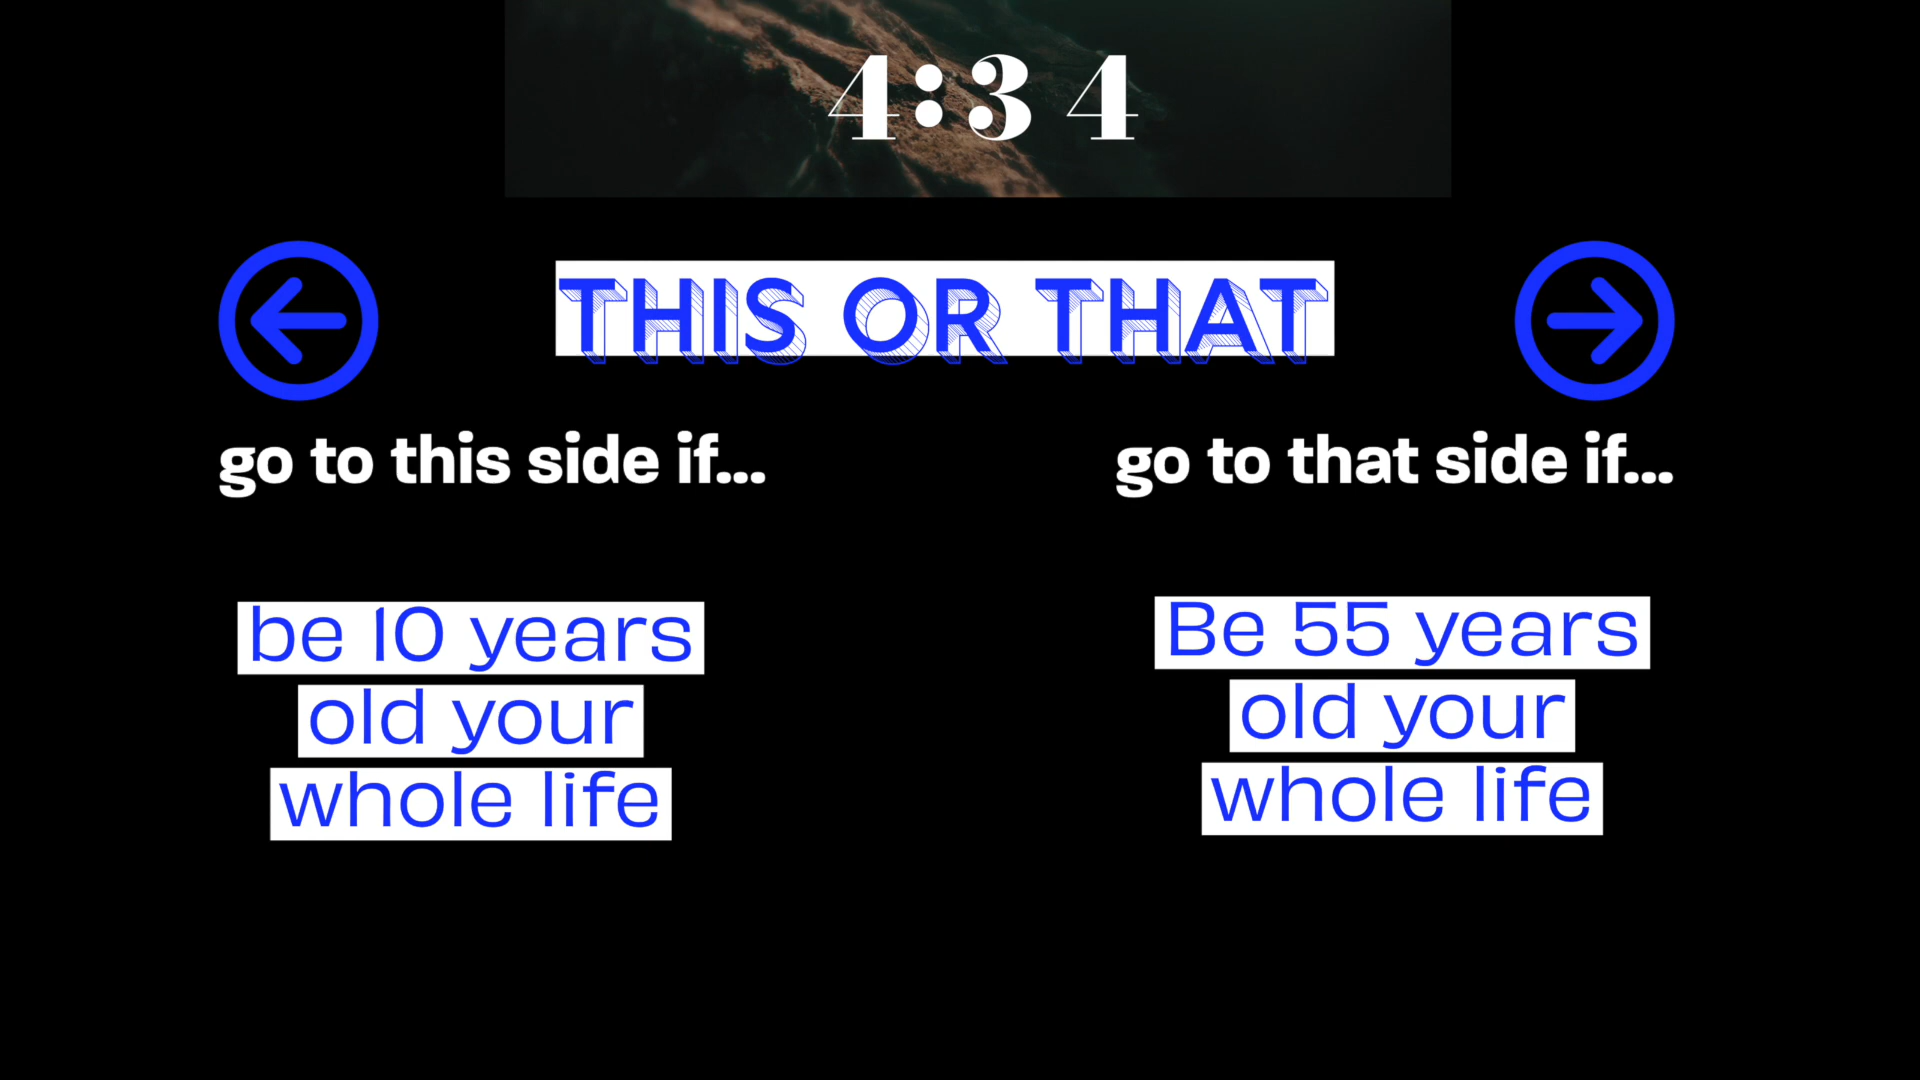 4:34
THIS OR THAT
go to this side if...
go to that side if...
be 10 years
old your
whole life
Be 55 years
old your
whole life